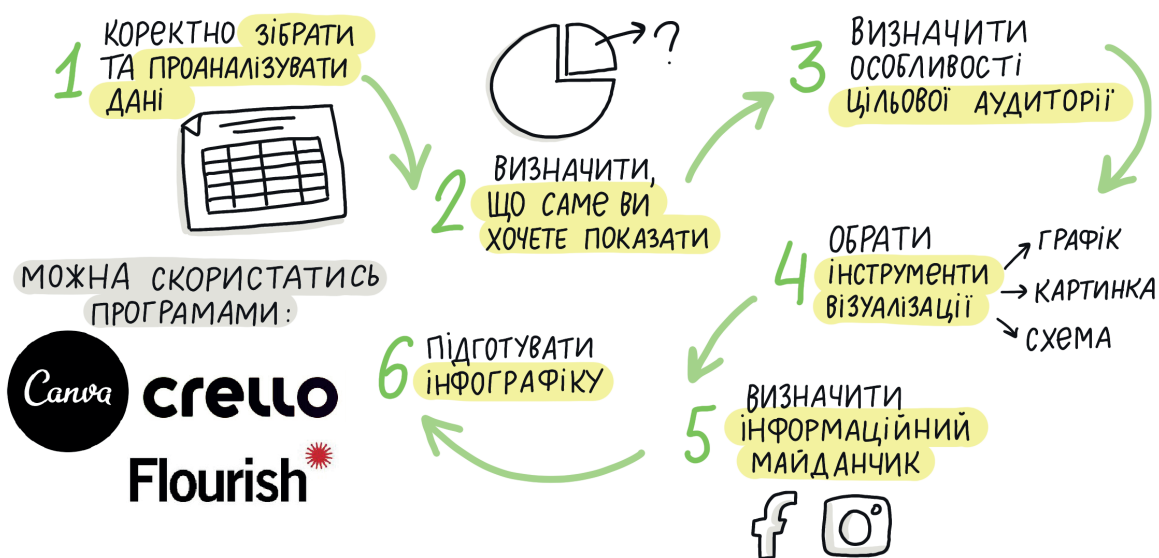 1
КОРЕКТНО ЗІБРАТИ
ТА ПРОАНАЛІЗУВАТИ
ДАНІ
?
2
ВИЗНАЧИТИ,
ЩО САМЕ ВИ
ХОЧЕТЕ ПОКАЗАТИ
3
ВИЗНАЧИТИ
ОСОБЛИВОСТІ
ЦІЛЬОВОЇ АУДИТОРІЇ
4
ОБРАТИ
ІНСТРУМЕНТИ
ВІЗУАЛІЗАЦІЇ
ГРАФІК
КАРТИНКА
СХЕМА
5
ВИЗНАЧИТИ
ІНФОРМАЦІЙНИЙ
МАЙДАНЧИК
f
6
ПІДГОТУВАТИ
ІНФОГРАФІКУ
МОЖНА СКОРИСТАТИСЬ
ПРОГРАМАМИ:
Canva
crello
Flourish